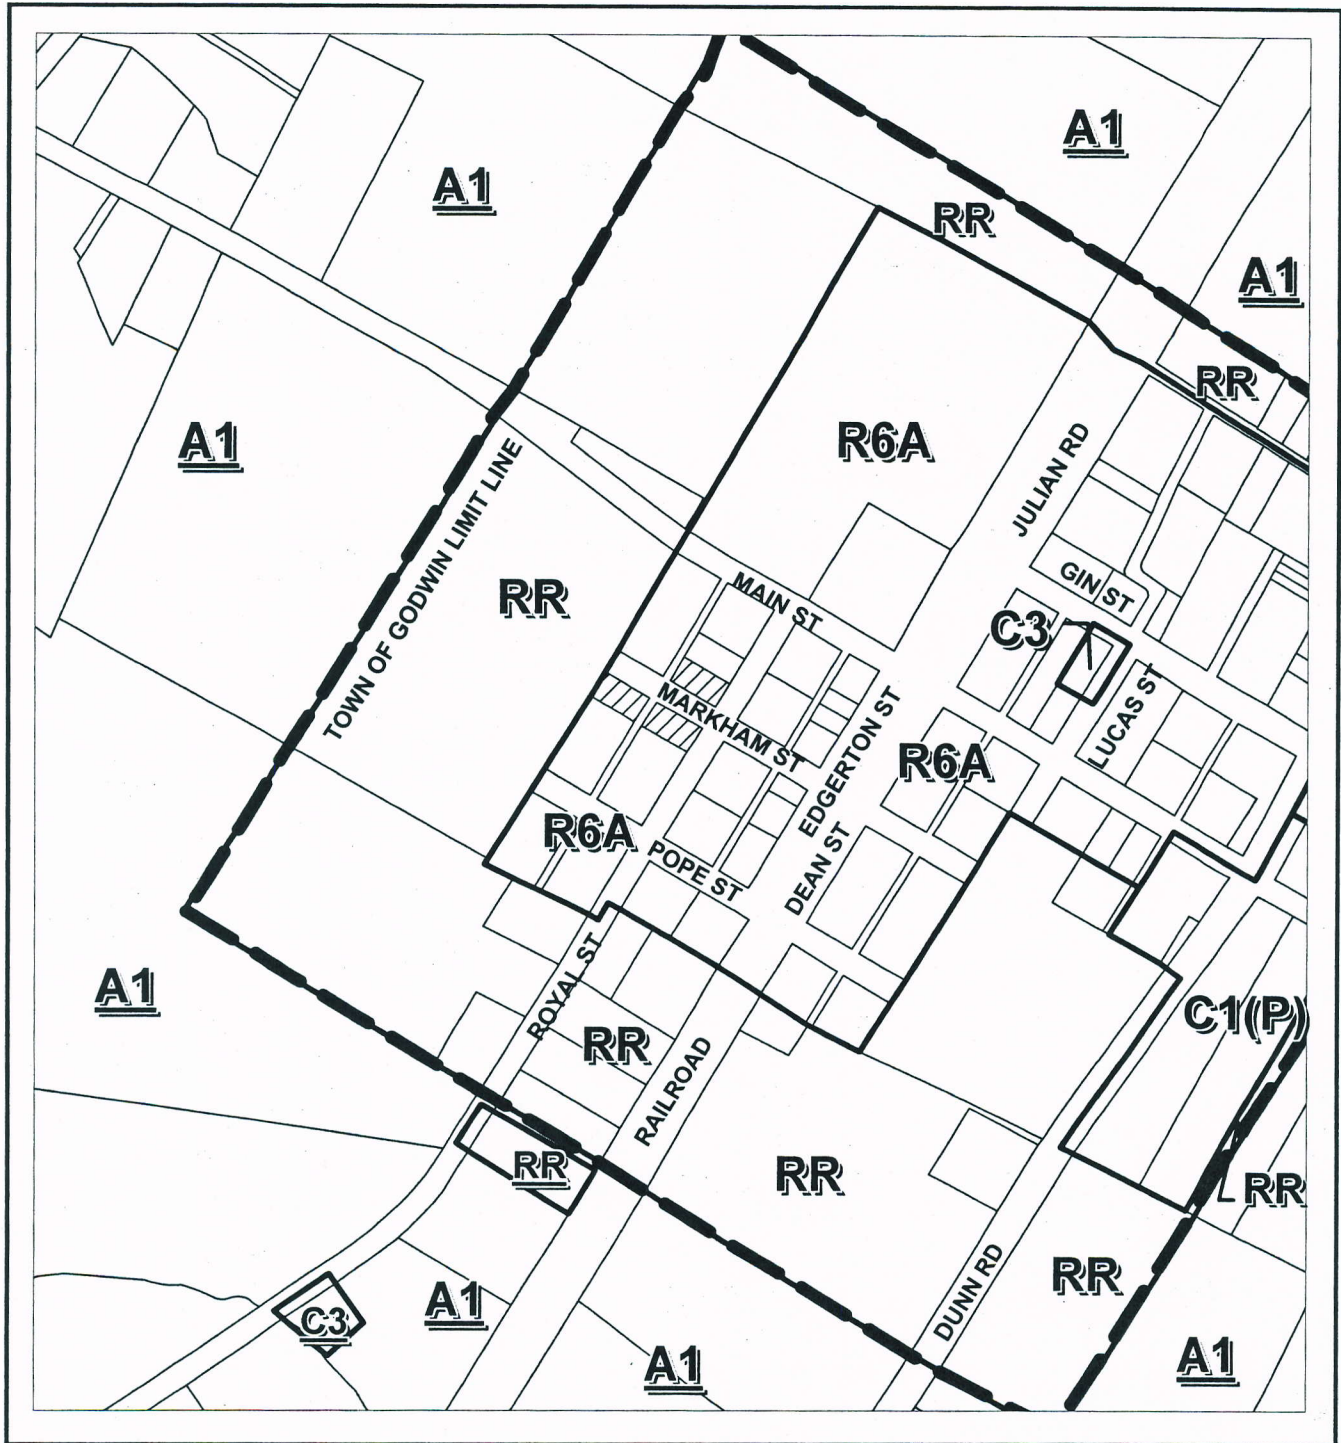 A1
A1
RR
A1
RR
A1
R6A
JULIAN RD
TOWN OF GODWIN LIMIT LINE
RR
MAIN ST
GIN ST
C3
MARKHAM ST
LUCAS ST
EDGERTON ST
R6A
R6A
POPE ST
DEAN ST
A1
ROYAL ST
RR
C1(P)
RAILROAD
RR
RR
RR
DUNN RD
RR
C3
A1
A1
A1